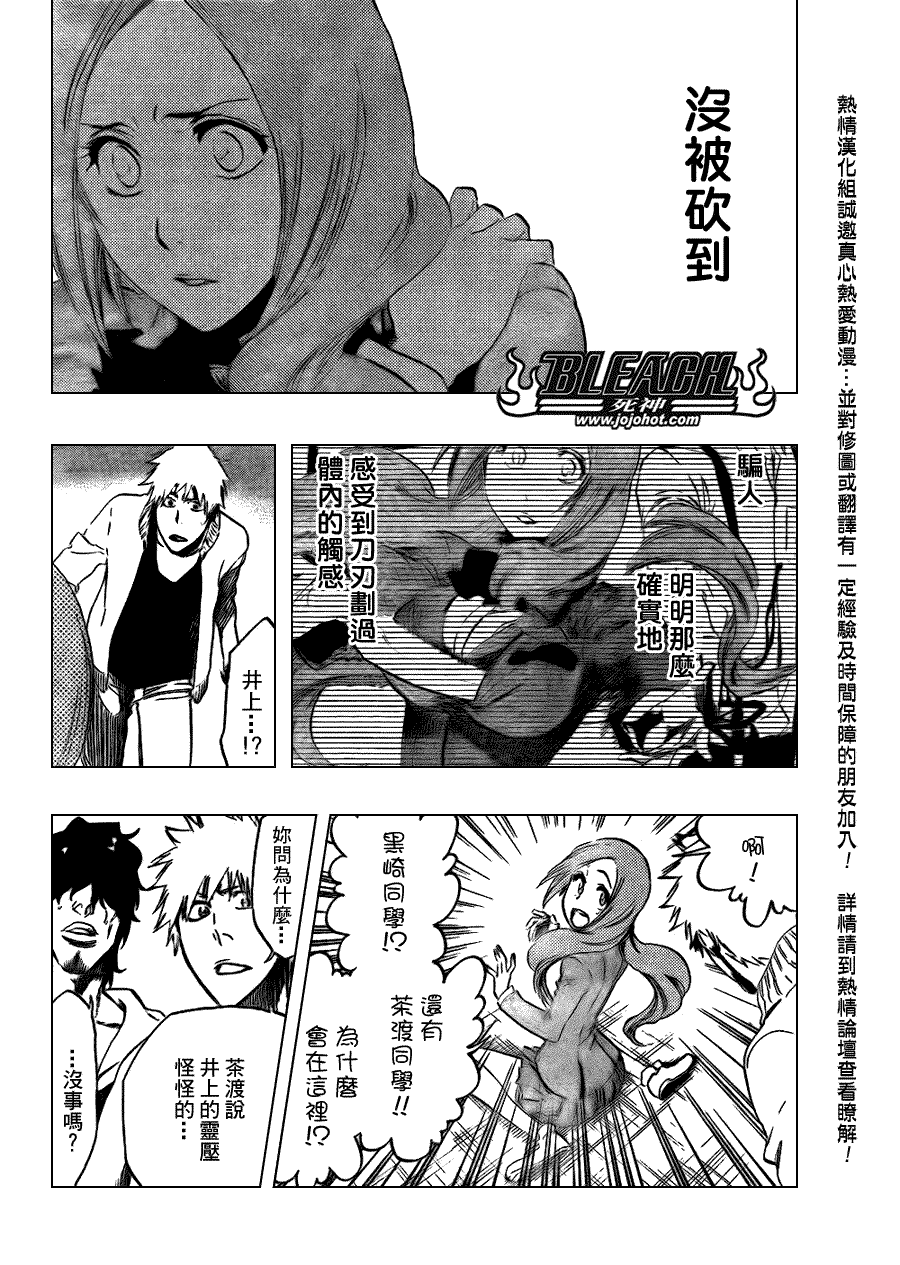 沒被砍到
BLEACH
死神
www.jojohot.com
騙人
明明那麼
確實地
感受到刀刃劃過
體內的觸感
井上…!?
啊!
黑崎同學!?
還有
茶渡同學!!
為什麼
會在這裡!?
妳問為什麼…
茶渡說
井上的靈壓
怪怪的…
…沒事嗎?
熱情漢化組誠邀真心熱愛動漫…並對修圖或翻譯有一定經驗及時間保障的朋友加入! 詳情請到熱情論壇查看瞭解!